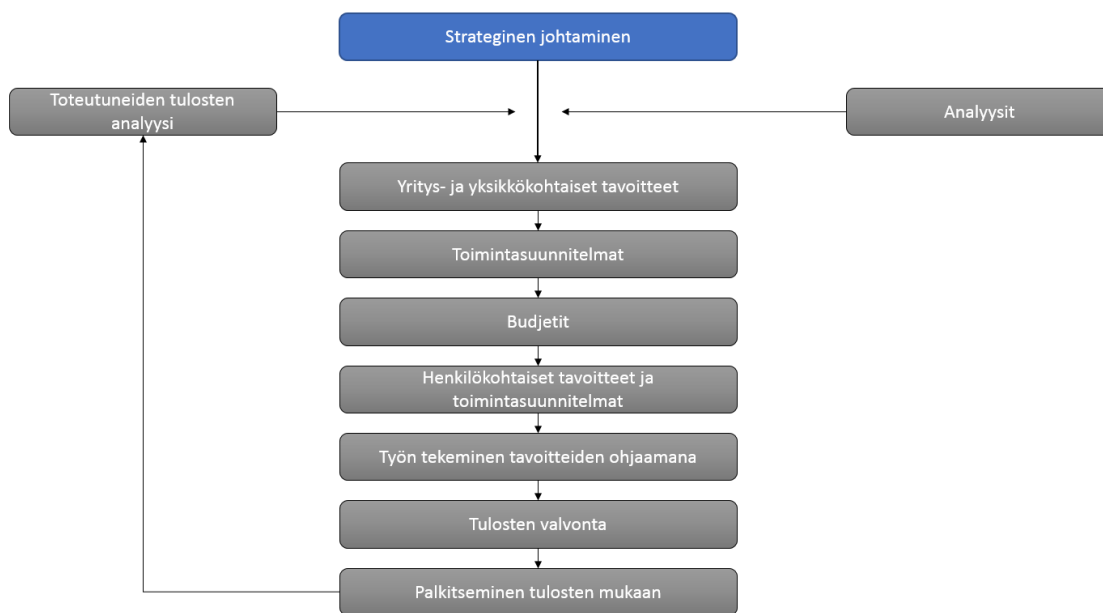 Strateginen johtaminen
Toteutuneiden tulosten
analyysi
Analyysit
Yritys- ja yksikkökohtaiset tavoitteet
Toimintasuunnitelmat
Budjetit
Henkilökohtaiset tavoitteet ja
toimintasuunnitelmat
Työn tekeminen tavoitteiden ohjaamana
Tulosten valvonta
Palkitseminen tulosten mukaan